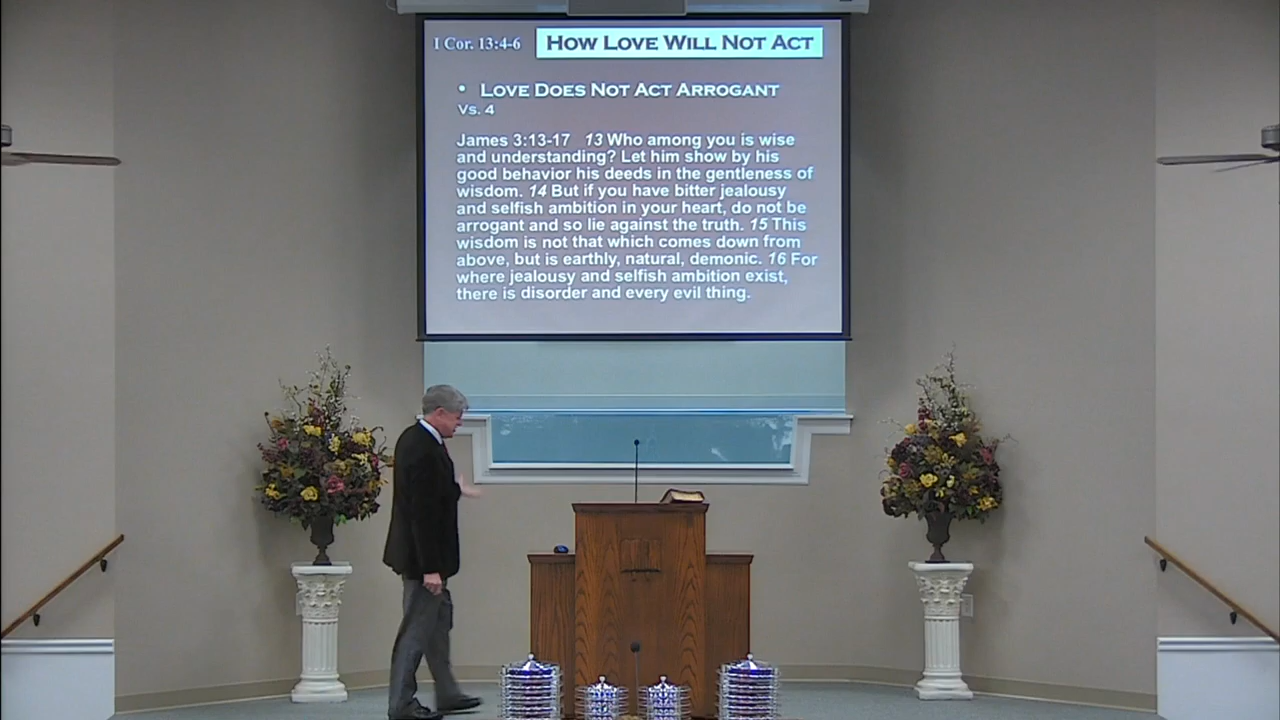 I Cor. 13:4-6
How Love Will Not Act
• Love Does Not Act Arrogant
Vs. 4
James 3:13-17 13 Who among you is wise
and understanding? Let him show by his
good behavior his deeds in the gentleness of
wisdom. 14 But if you have bitter jealousy
and selfish ambition in your heart, do not be
arrogant and so lie against the truth. 15 This
wisdom is not that which comes down from
above, but is earthly, natural, demonic. 16 For
where jealousy and selfish ambition exist,
there is disorder and every evil thing.